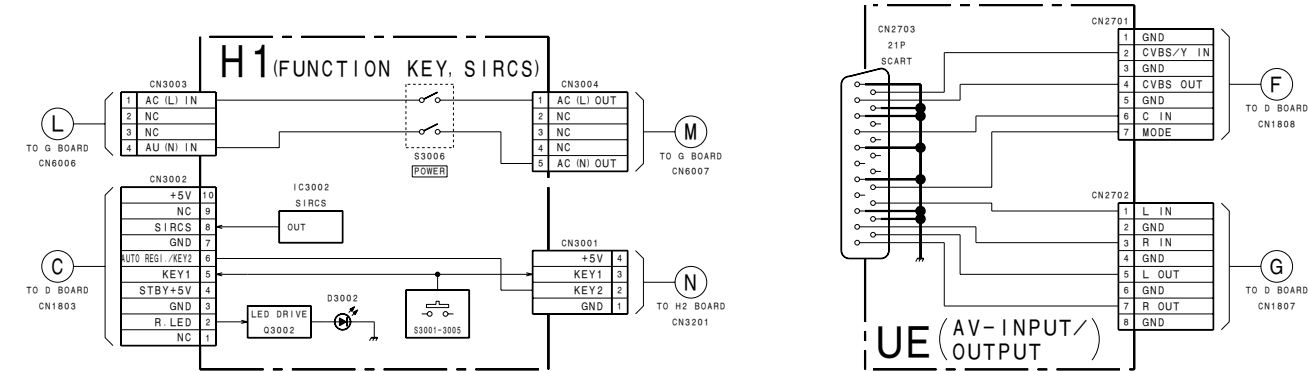 H1 (FUNCTION KEY, SIRCS)
CN3003
1 AC (L) IN
2 NC
3 NC
4 AU (N) IN
L
TO G BOARD
CN6006
S3006
POWER
CN3004
1 AC (L) OUT
2 NC
3 NC
4 NC
5 AC (N) OUT
M
TO G BOARD
CN6007
CN3002
+5V 10
NC 9
SIRCS 8
GND 7
AUTO REGI./KEY2 6
KEY1 5
STBY+5V 4
GND 3
R.LED 2
NC 1
C
TO D BOARD
CN1803
IC3002
SIRCS
OUT
LED DRIVE
Q3002
D3002
S3001-3005
CN3001
+5V 4
KEY1 3
KEY2 2
GND 1
N
TO H2 BOARD
CN3201
CN2703
21P
SCART
CN2701
1 GND
2 CVBS/Y IN
3 GND
4 CVBS OUT
5 GND
6 C IN
7 MODE
F
TO D BOARD
CN1808
CN2702
1 L IN
2 GND
3 R IN
4 GND
5 L OUT
6 GND
7 R OUT
8 GND
G
TO D BOARD
CN1807
UE (AV-INPUT/
OUTPUT)